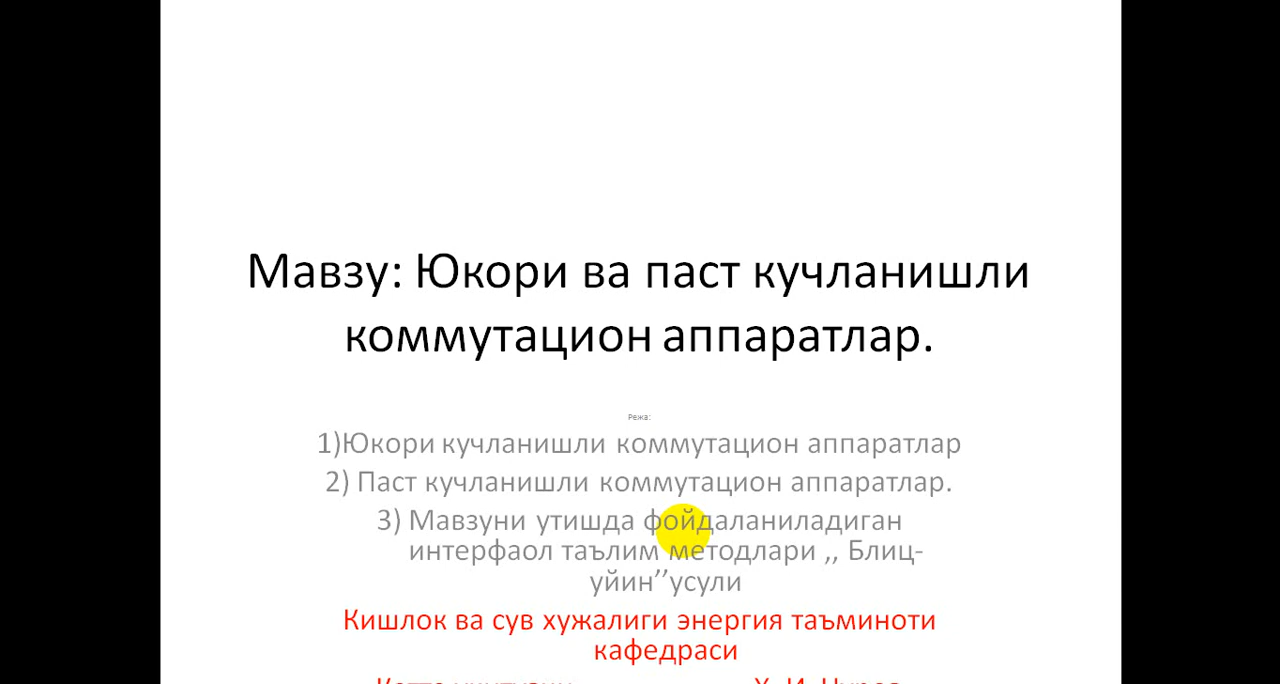 Мавзу: Юкори ва паст кучланишли
коммутацион аппаратлар.
Режа:
1)Юкори кучланишли коммутацион аппаратлар
2) Паст кучланишли коммутацион аппаратлар.
3) Мавзуни утишда фойдаланиладиган
интерфаол таълим методлари ,, Блиц-
уйин’’усули
Кишлок ва сув хужалиги энергия таъминоти
кафедраси